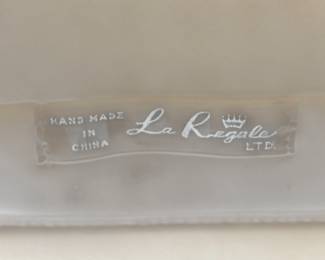 HAND MADE
IN
CHINA
La Regale
LTD.